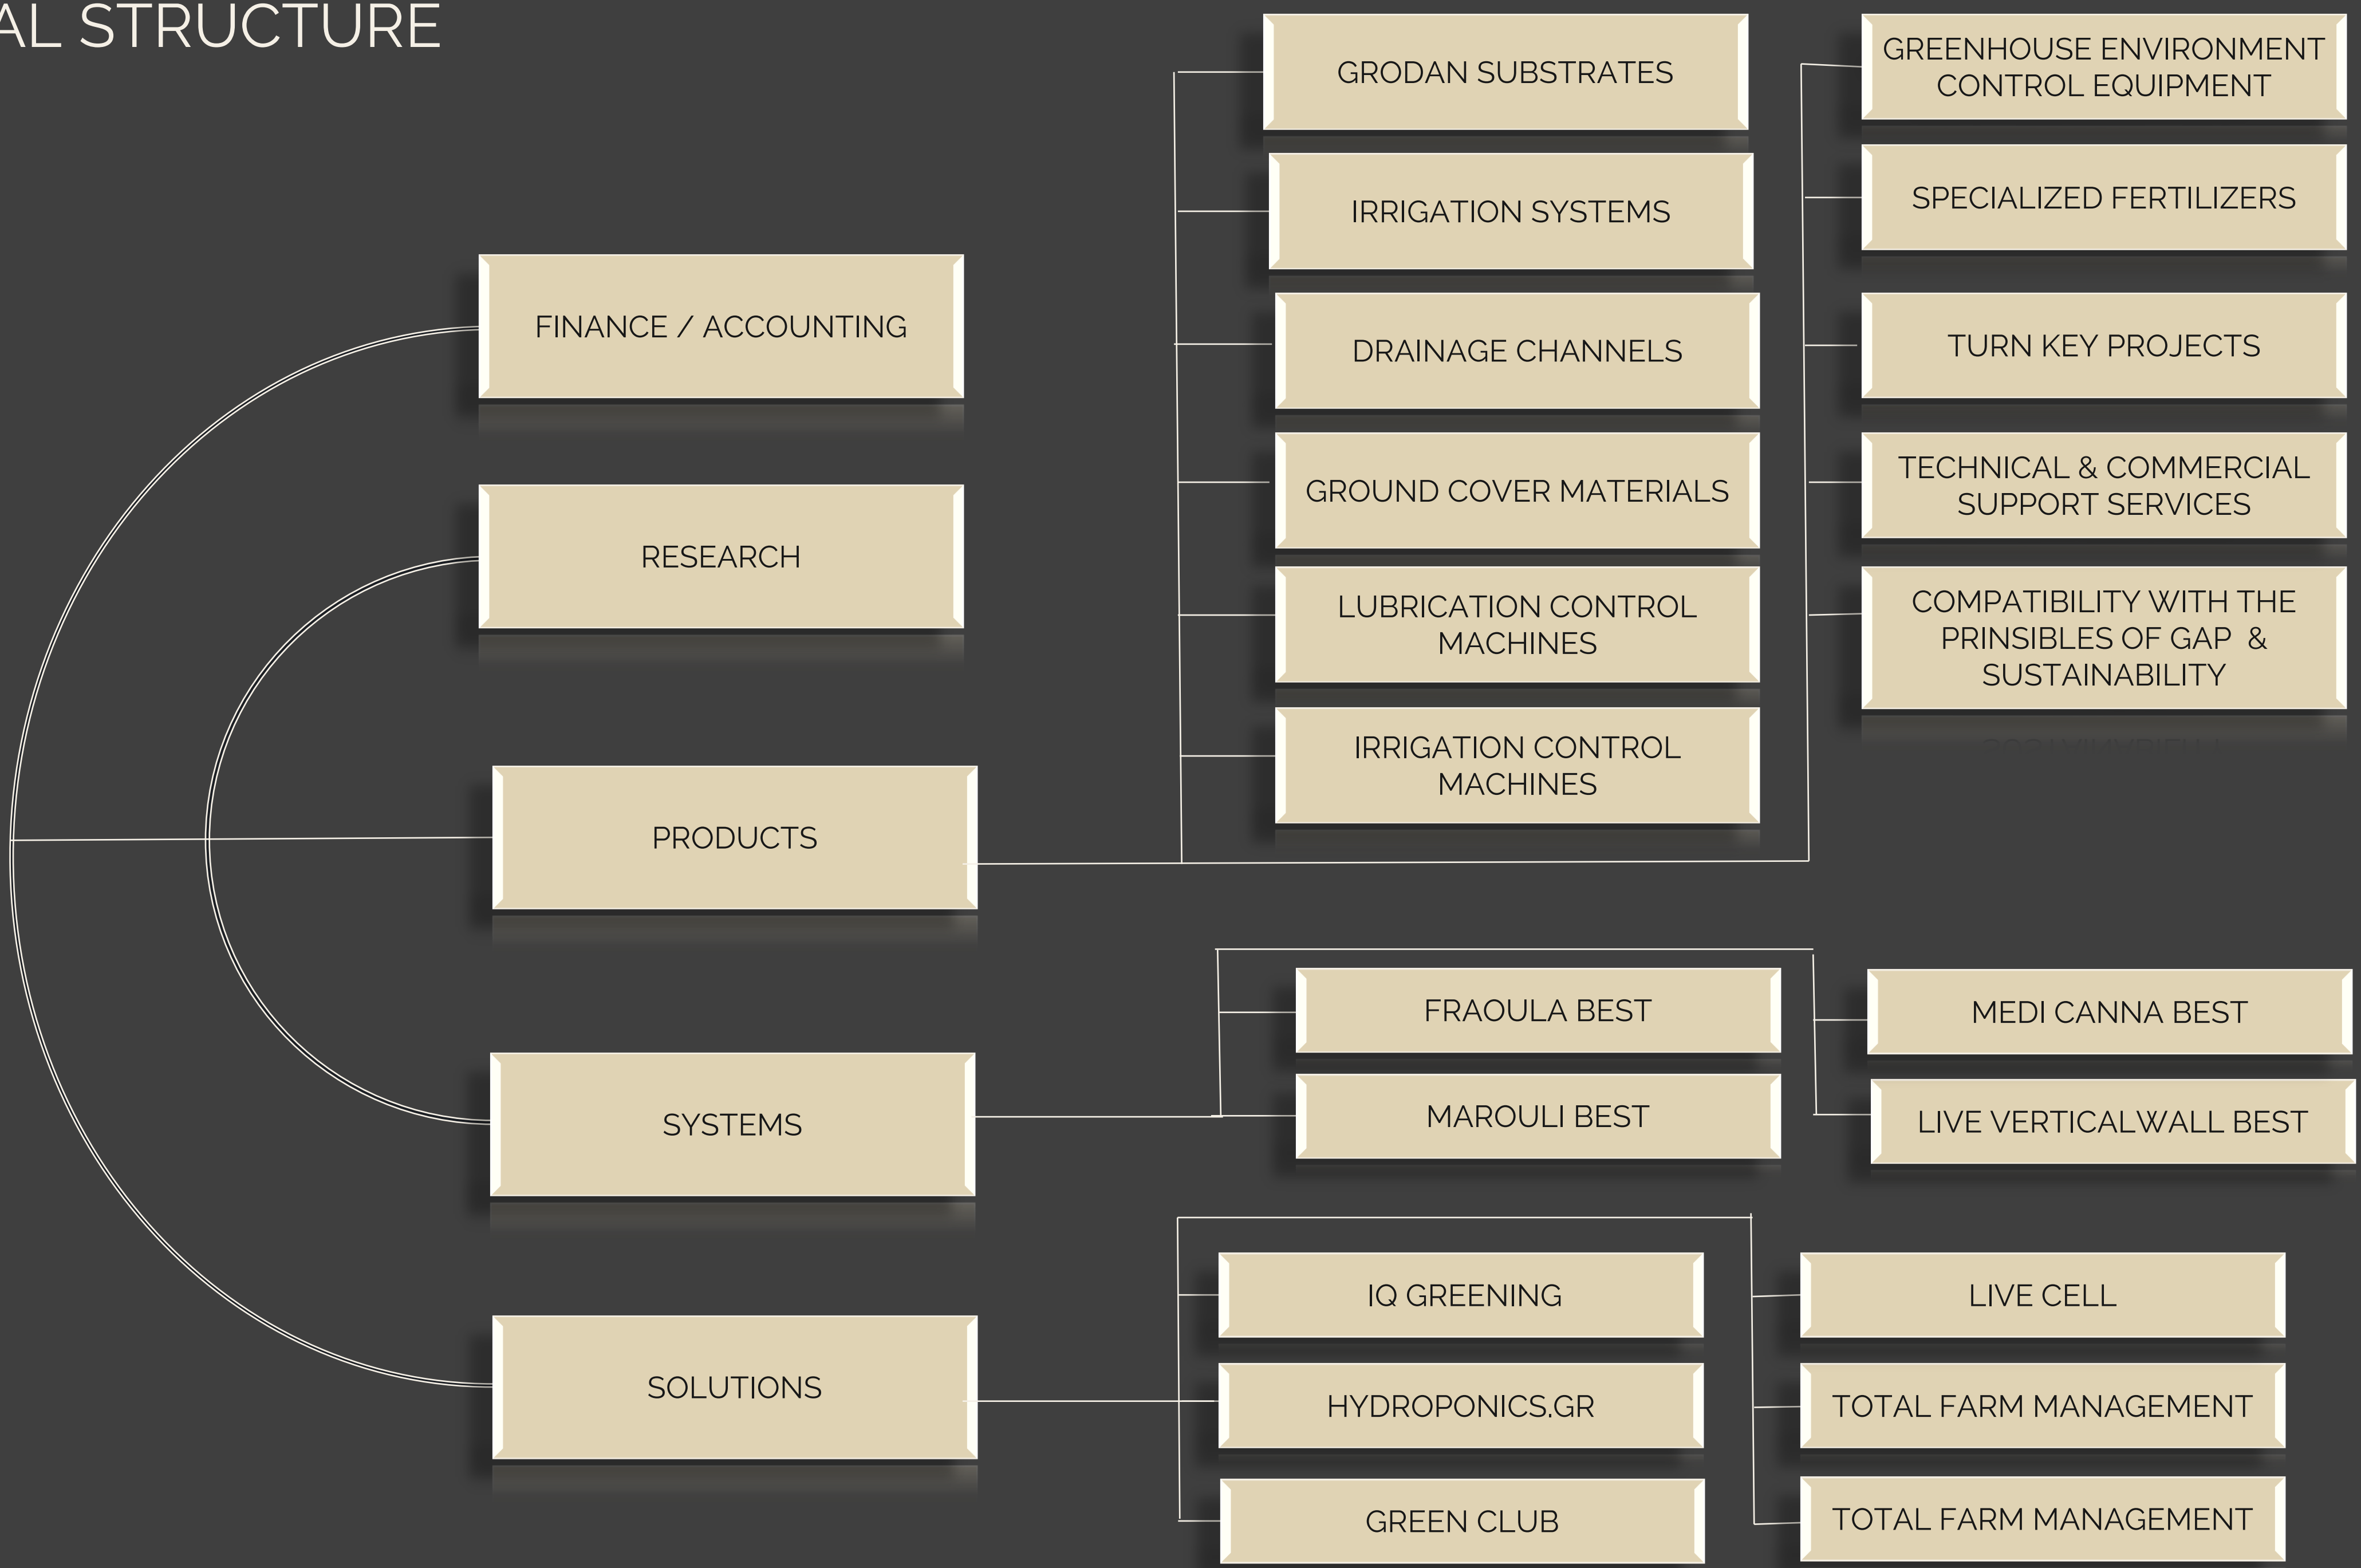 AL STRUCTURE
FINANCE / ACCOUNTING
RESEARCH
PRODUCTS
SYSTEMS
SOLUTIONS
GRODAN SUBSTRATES
IRRIGATION SYSTEMS
DRAINAGE CHANNELS
GROUND COVER MATERIALS
LUBRICATION CONTROL
MACHINES
IRRIGATION CONTROL
MACHINES
GREENHOUSE ENVIRONMENT
CONTROL EQUIPMENT
SPECIALIZED FERTILIZERS
TURN KEY PROJECTS
TECHNICAL & COMMERCIAL
SUPPORT SERVICES
COMPATIBILITY WITH THE
PRINSIBLES OF GAP &
SUSTAINABILITY
FRAOULA BEST
MAROULI BEST
MEDI CANNA BEST
LIVE VERTICALWALL BEST
IQ GREENING
HYDROPONICS.GR
GREEN CLUB
LIVE CELL
TOTAL FARM MANAGEMENT
TOTAL FARM MANAGEMENT